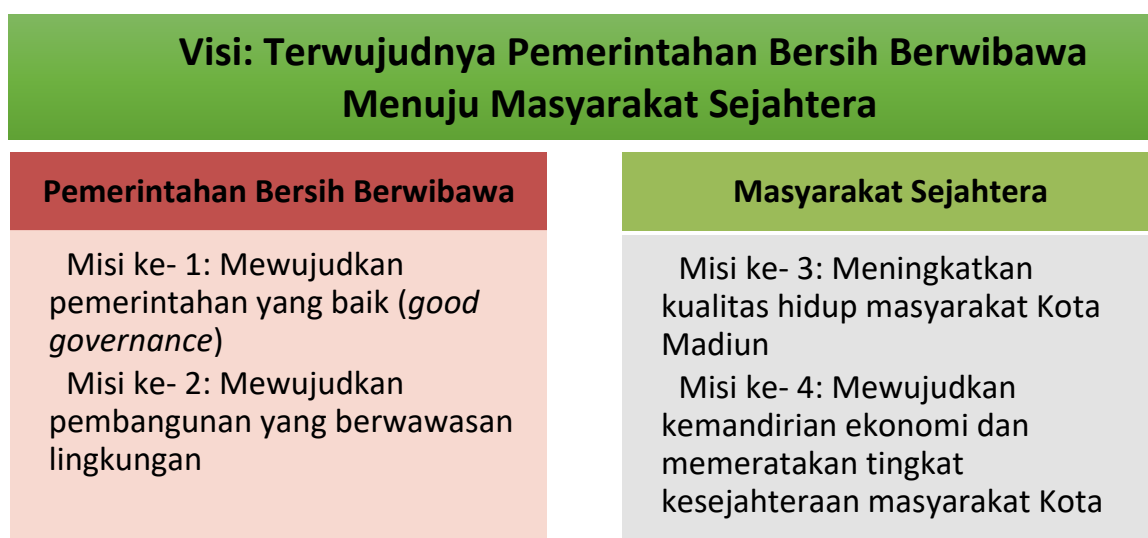 Visi: Terwujudnya Pemerintahan Bersih Berwibawa
Menuju Masyarakat Sejahtera
Pemerintahan Bersih Berwibawa
Misi ke- 1: Mewujudkan
pemerintahan yang baik (good
governance)
Misi ke- 2: Mewujudkan
pembangunan yang berwawasan
lingkungan
Masyarakat Sejahtera
Misi ke- 3: Meningkatkan
kualitas hidup masyarakat Kota
Madiun
Misi ke- 4: Mewujudkan
kemandirian ekonomi dan
memeratakan tingkat
kesejahteraan masyarakat Kota